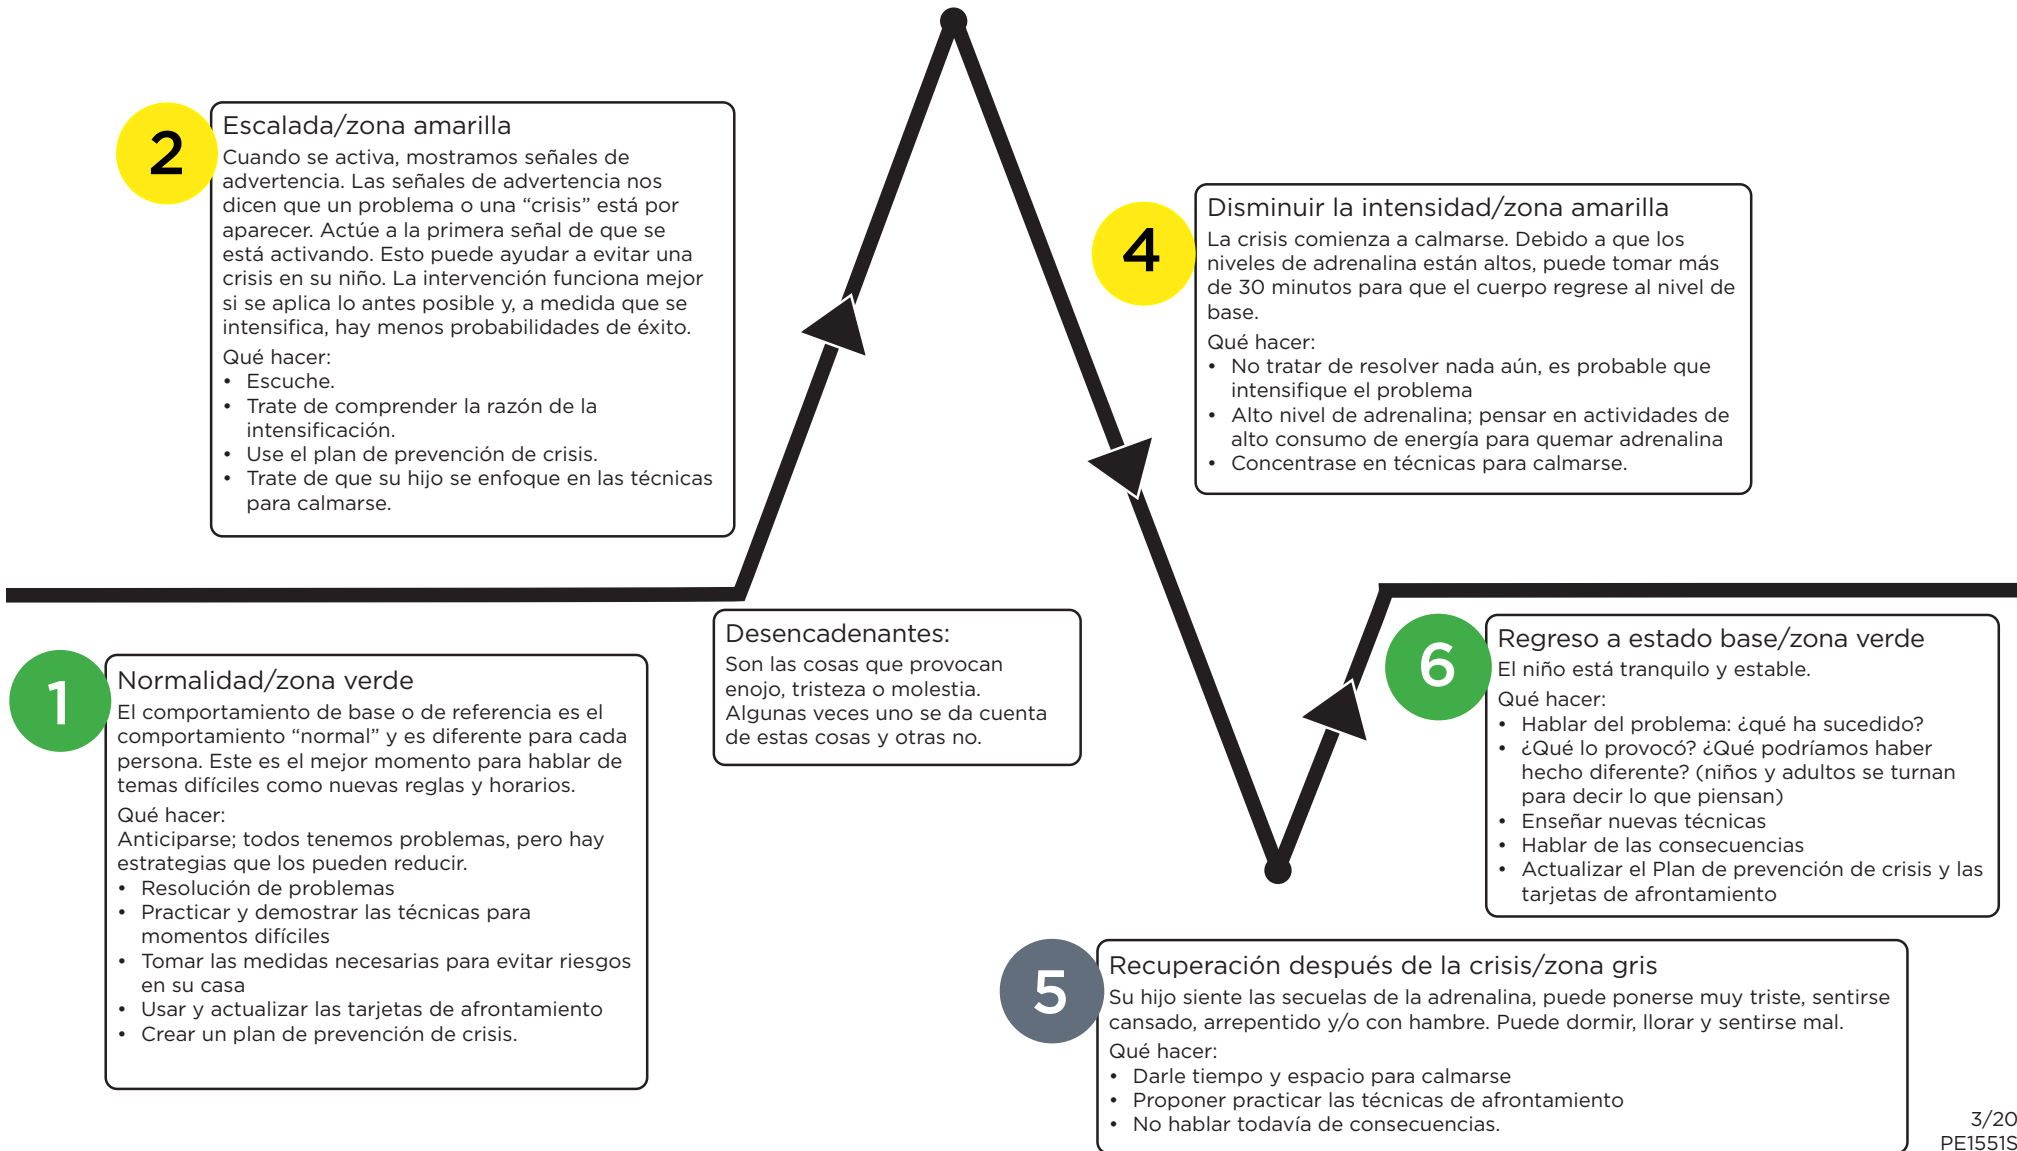 2
Escalada/zona amarilla
Cuando se activa, mostramos señales de
advertencia. Las señales de advertencia nos
dicen que un problema o una “crisis” está por
aparecer. Actúe a la primera señal de que se
está activando. Esto puede ayudar a evitar una
crisis en su niño. La intervención funciona mejor
si se aplica lo antes posible y, a medida que se
intensifica, hay menos probabilidades de éxito.
Qué hacer:
• Escuche.
• Trate de comprender la razón de la
intensificación.
• Use el plan de prevención de crisis.
• Trate de que su hijo se enfoque en las técnicas
para calmarse.
4
Disminuir la intensidad/zona amarilla
La crisis comienza a calmarse. Debido a que los
niveles de adrenalina están altos, puede tomar más
de 30 minutos para que el cuerpo regrese al nivel de
base.
Qué hacer:
• No tratar de resolver nada aún, es probable que
intensifique el problema
• Alto nivel de adrenalina; pensar en actividades de
alto consumo de energía para quemar adrenalina
• Concentrase en técnicas para calmarse.
1
Normalidad/zona verde
El comportamiento de base o de referencia es el
comportamiento “normal” y es diferente para cada
persona. Este es el mejor momento para hablar de
temas difíciles como nuevas reglas y horarios.
Qué hacer:
Anticiparse; todos tenemos problemas, pero hay
estrategias que los pueden reducir.
• Resolución de problemas
• Practicar y demostrar las técnicas para
momentos difíciles
• Tomar las medidas necesarias para evitar riesgos
en su casa
• Usar y actualizar las tarjetas de afrontamiento
• Crear un plan de prevención de crisis.
Desencadenantes:
Son las cosas que provocan
enojo, tristeza o molestia.
Algunas veces uno se da cuenta
de estas cosas y otras no.
6
Regreso a estado base/zona verde
El niño está tranquilo y estable.
Qué hacer:
• Hablar del problema: ¿qué ha sucedido?
• ¿Qué lo provocó? ¿Qué podríamos haber
hecho diferente? (niños y adultos se turnan
para decir lo que piensan)
• Enseñar nuevas técnicas
• Hablar de las consecuencias
• Actualizar el Plan de prevención de crisis y las
tarjetas de afrontamiento
5
Recuperación después de la crisis/zona gris
Su hijo siente las secuelas de la adrenalina, puede ponerse muy triste, sentirse
cansado, arrepentido y/o con hambre. Puede dormir, llorar y sentirse mal.
Qué hacer:
• Darle tiempo y espacio para calmarse
• Proponer practicar las técnicas de afrontamiento
• No hablar todavía de consecuencias.
3/20
PE1551S